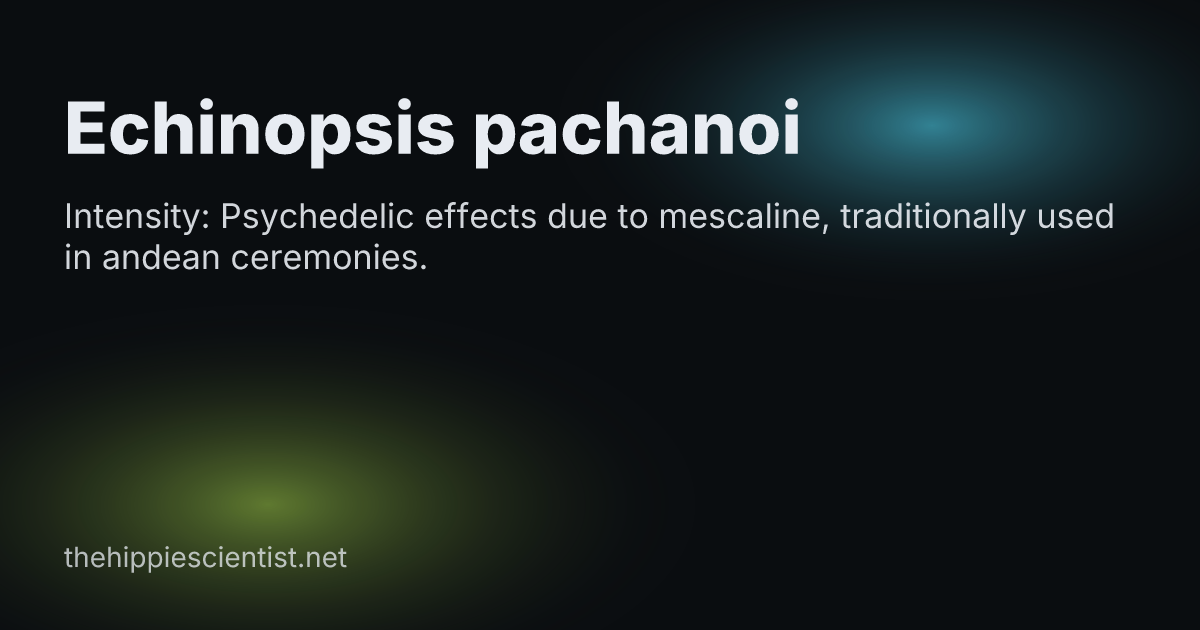 Echinopsis pachanoi
Intensity: Psychedelic effects due to mescaline, traditionally used
in andean ceremonies.
thehippiescientist.net